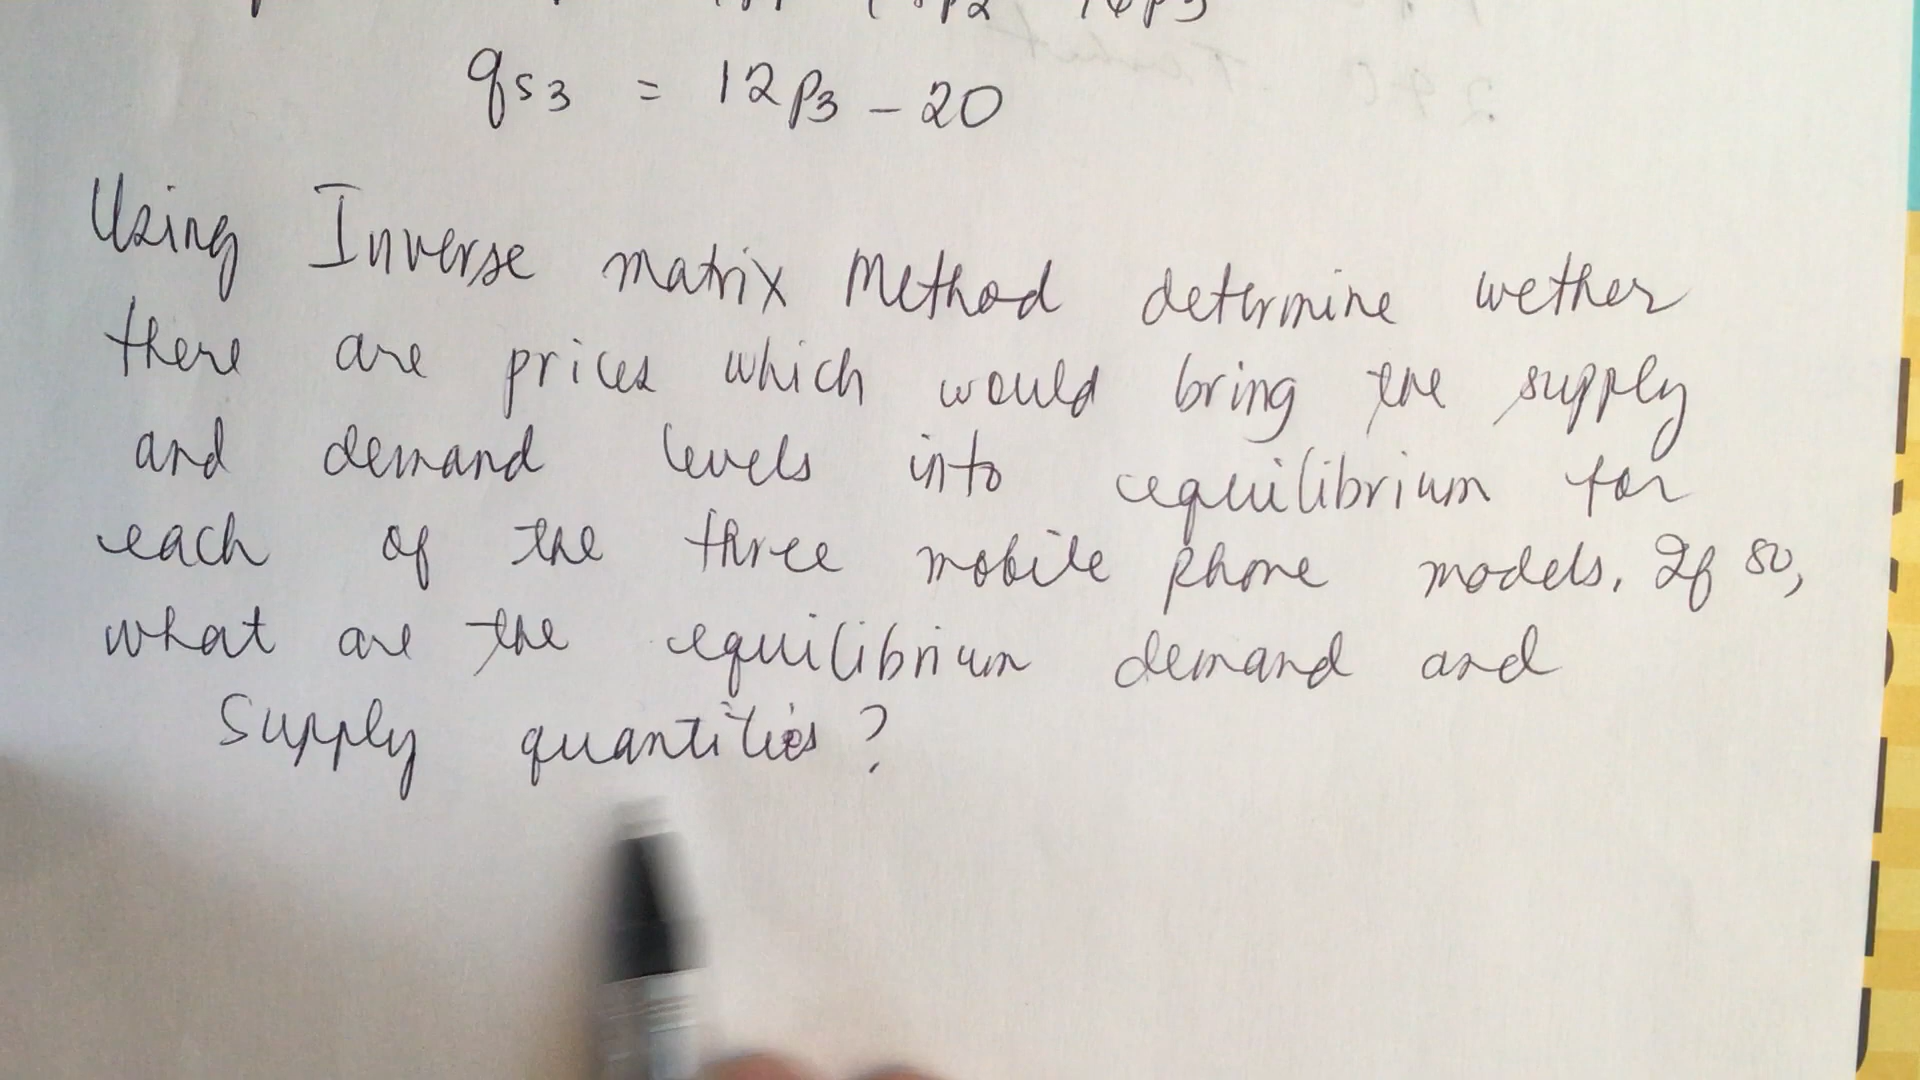 qs3 = 12p3 - 20
Using Inverse matrix Method determine wether
there are prices which would bring the supply
and demand levels into equilibrium for
each of the three mobile phone models. If so,
what are the equilibrium demand and
Supply quantities?